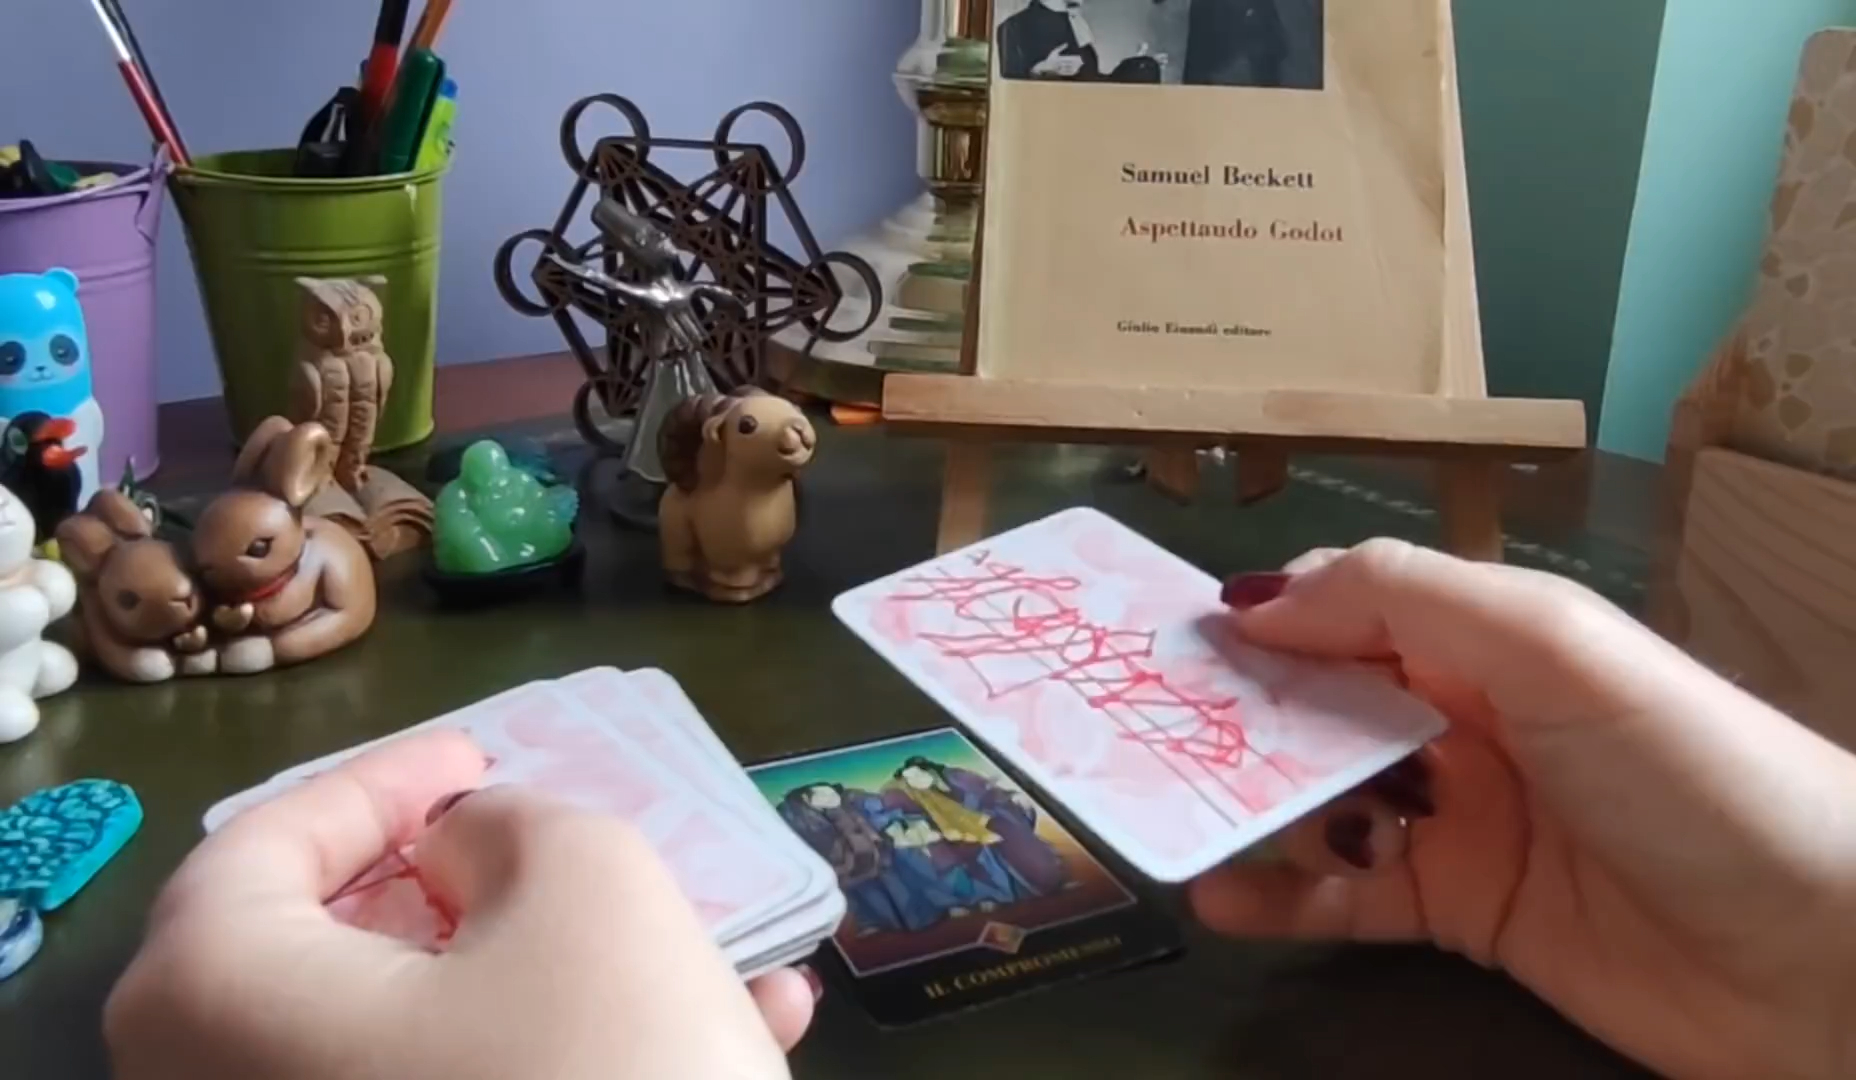 Samuel Beckett
Aspettando Godot
Giulio Einaudi editore
IL COMPROMESSO